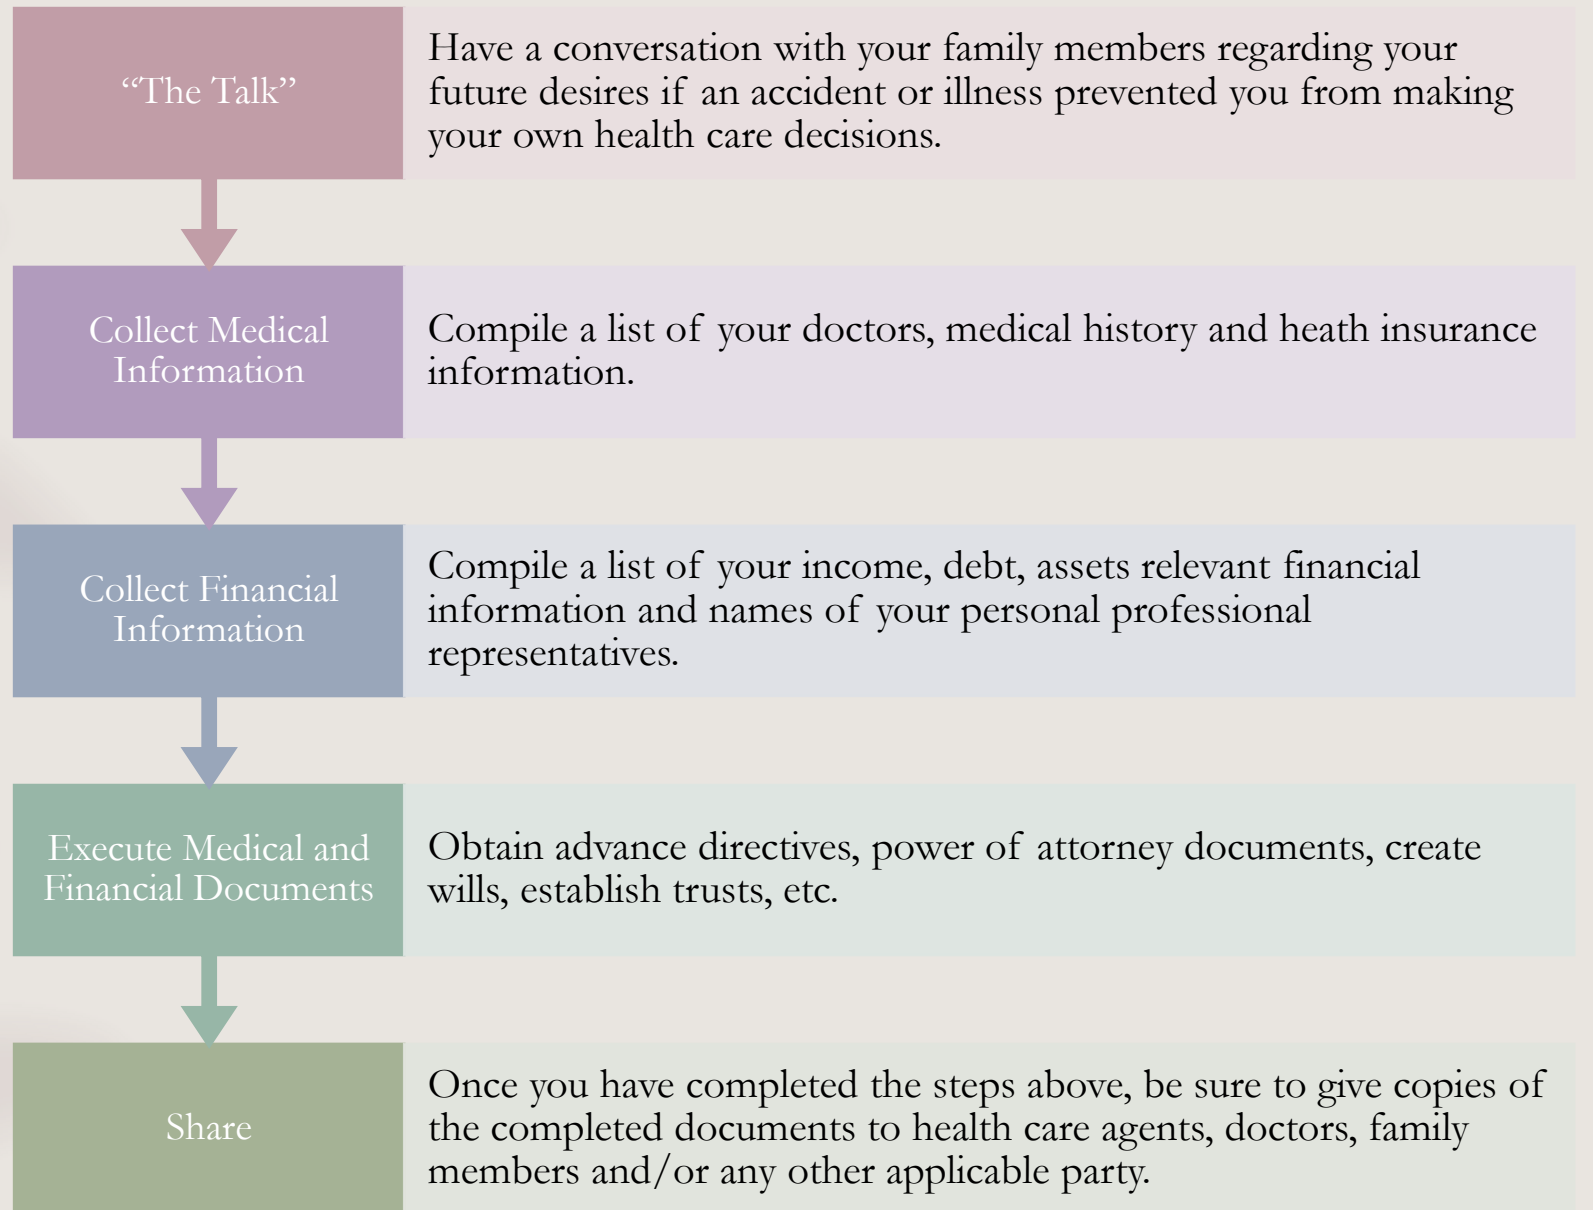 “The Talk”
Have a conversation with your family members regarding your
future desires if an accident or illness prevented you from making
your own health care decisions.
Collect Medical
Information
Compile a list of your doctors, medical history and heath insurance
information.
Collect Financial
Information
Compile a list of your income, debt, assets relevant financial
information and names of your personal professional
representatives.
Execute Medical and
Financial Documents
Obtain advance directives, power of attorney documents, create
wills, establish trusts, etc.
Share
Once you have completed the steps above, be sure to give copies of
the completed documents to health care agents, doctors, family
members and/or any other applicable party.